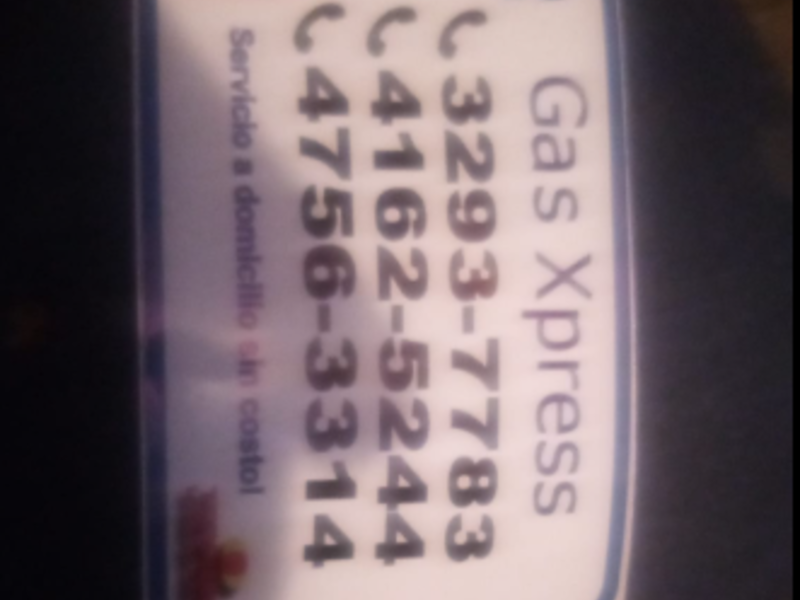 Gas Xpress
3293-7783
4162-5244
4756-3314
Servicio a domicilio sin costo!